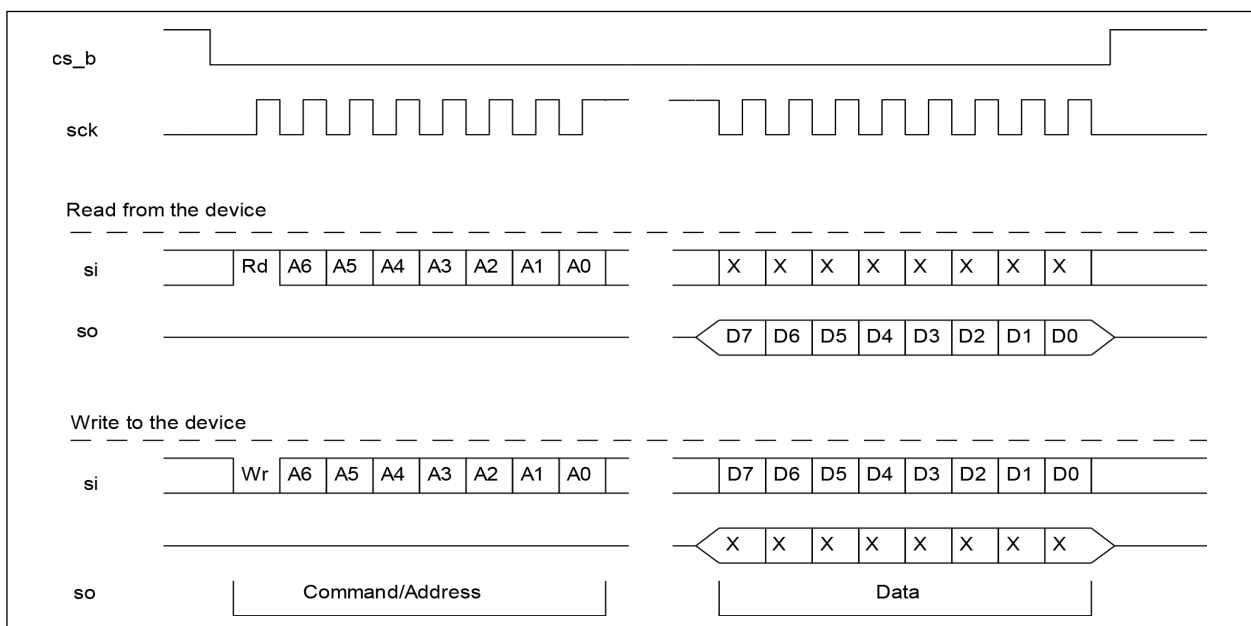 cs_b
sck
Read from the device
si Rd A6 A5 A4 A3 A2 A1 A0 X X X X X X X X
so D7 D6 D5 D4 D3 D2 D1 D0
Write to the device
si Wr A6 A5 A4 A3 A2 A1 A0 D7 D6 D5 D4 D3 D2 D1 D0
X X X X X X X X
so Command/Address Data